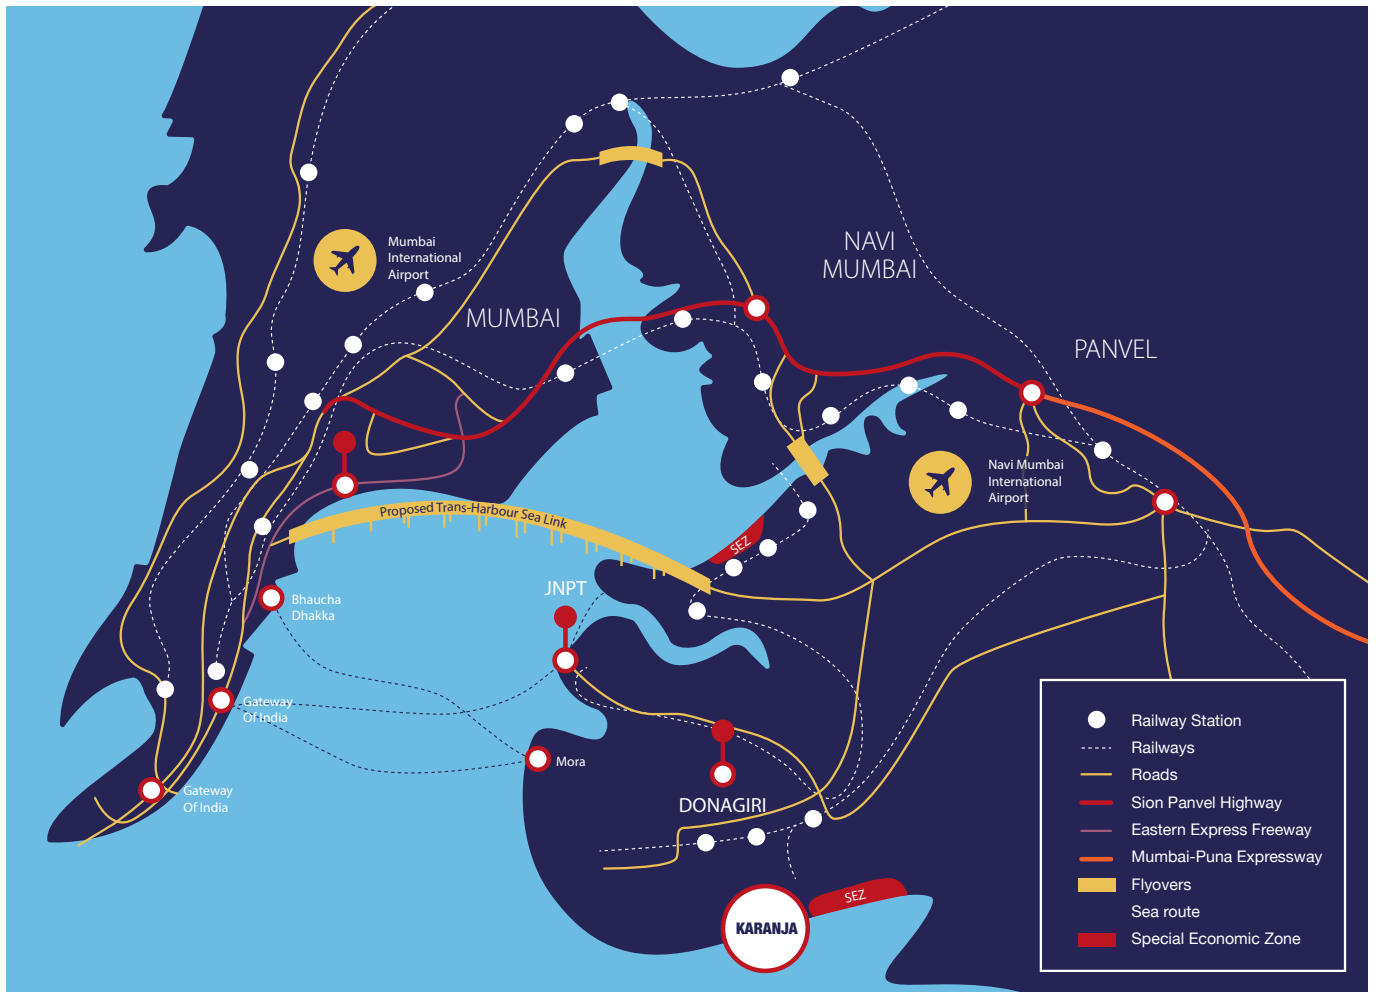 NAVI
MUMBAI
Mumbai
International
Airport
MUMBAI
PANVEL
Navi Mumbai
International
Airport
Proposed Trans-Harbour Sea Link
SEZ
JNPT
Bhaucha
Dhakka
Gateway
Of India
Mora
Gateway
Of India
DONAGIRI
SEZ
KARANJA
Railway Station
Railways
Roads
Sion Panvel Highway
Eastern Express Freeway
Mumbai-Puna Expressway
Flyovers
Sea route
Special Economic Zone